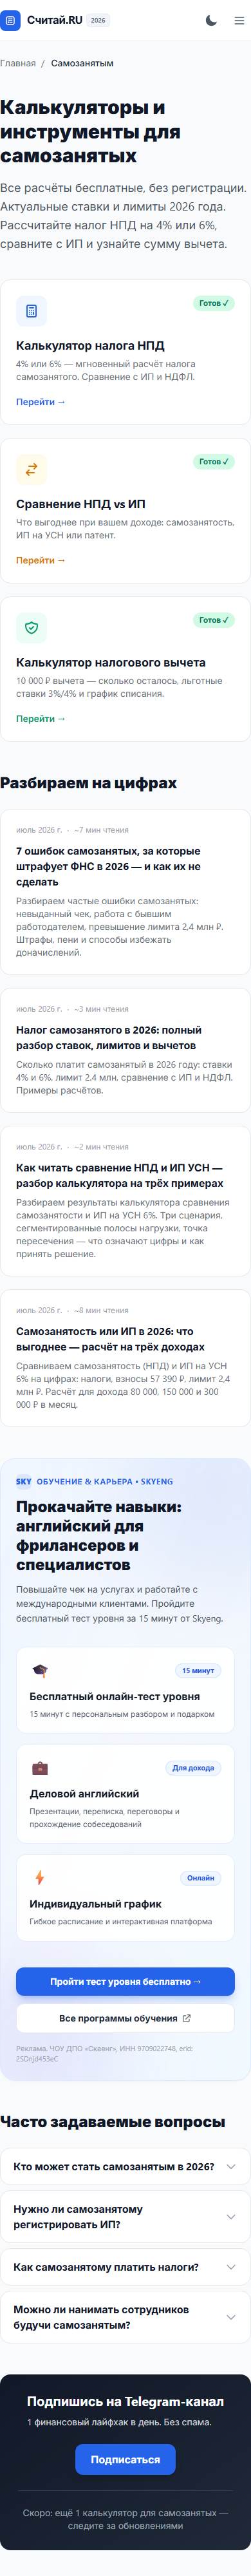 Считай.RU 2026
Главная / Самозанятым
Калькуляторы и
инструменты для
самозанятых
Все расчёты бесплатные, без регистрации.
Актуальные ставки и лимиты 2026 года.
Рассчитайте налог НПД на 4% или 6%,
сравните с ИП и узнайте сумму вычета.
Готов ✓
Калькулятор налога НПД
4% или 6% — мгновенный расчёт налога
самозанятого. Сравнение с ИП и НДФЛ.
Перейти →
Готов ✓
Сравнение НПД vs ИП
Что выгоднее при вашем доходе: самозанятость,
ИП на УСН или патент.
Перейти →
Готов ✓
Калькулятор налогового вычета
10 000 ₽ вычета — сколько осталось, льготные
ставки 3%/4% и график списания.
Перейти →
Разбираем на цифрах
июль 2026 г. · ~7 мин чтения
7 ошибок самозанятых, за которые
штрафует ФНС в 2026 — и как их не
сделать
Разбираем частые ошибки самозанятых:
невыданный чек, работа с бывшим
работодателем, превышение лимита 2,4 млн ₽.
Штрафы, пени и способы избежать
доначислений.
июль 2026 г. · ~3 мин чтения
Налог самозанятого в 2026: полный
разбор ставок, лимитов и вычетов
Сколько платит самозанятый в 2026 году: ставки
4% и 6%, лимит 2,4 млн, сравнение с ИП и НДФЛ.
Примеры расчётов.
июль 2026 г. · ~2 мин чтения
Как читать сравнение НПД и ИП УСН —
разбор калькулятора на трёх примерах
Разбираем результаты калькулятора сравнения
самозанятости и ИП на УСН 6%. Три сценария,
сегментированные полосы нагрузки, точка
пересечения — что означают цифры и как
принять решение.
июль 2026 г. · ~8 мин чтения
Самозанятость или ИП в 2026: что
выгоднее — расчёт на трёх доходах
Сравниваем самозанятость (НПД) и ИП на УСН
6% на цифрах: налоги, взносы 57 390 ₽, лимит 2,4
млн ₽. Расчёт для дохода 80 000, 150 000 и 300
000 ₽ в месяц.
SKY ОБУЧЕНИЕ & КАРЬЕРА • SKYENG
Прокачайте навыки:
английский для
фрилансеров и
специалистов
Повышайте чек на услугах и работайте с
международными клиентами. Пройдите
бесплатный тест уровня за 15 минут от Skyeng.
15 минут
Бесплатный онлайн-тест уровня
15 минут с персональным разбором и подарком
Для дохода
Деловой английский
Презентации, переписка, переговоры и
прохождение собеседований
Онлайн
Индивидуальный график
Гибкое расписание и интерактивная платформа
Пройти тест уровня бесплатно →
Все программы обучения
Реклама. ЧОУ ДПО «Скаенг», ИНН 9709022748, erid:
2SDnjd453eC
Часто задаваемые вопросы
Кто может стать самозанятым в 2026?
Нужно ли самозанятому
регистрировать ИП?
Как самозанятому платить налоги?
Можно ли нанимать сотрудников
будучи самозанятым?
Подпишись на Telegram-канал
1 финансовый лайфхак в день. Без спама.
Подписаться
Скоро: ещё 1 калькулятор для самозанятых —
следите за обновлениями